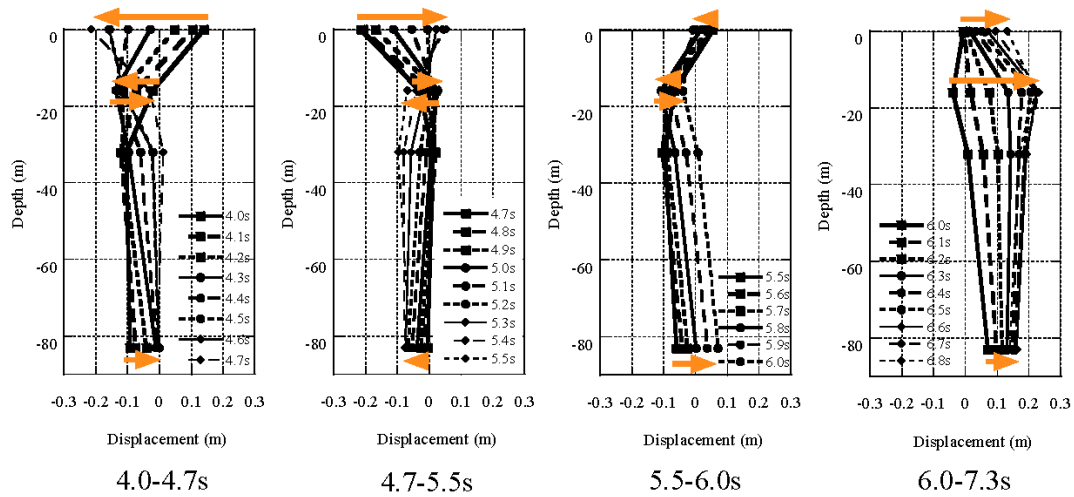 0
-20
-40
-60
-80
Depth (m)
4.0s
4.1s
4.2s
4.3s
4.4s
4.5s
4.6s
4.7s
-0.3 -0.2 -0.1 0 0.1 0.2 0.3
Displacement (m)
4.0-4.7s
0
-20
-40
-60
-80
Depth (m)
4.7s
4.8s
4.9s
5.0s
5.1s
5.2s
5.3s
5.4s
5.5s
-0.3 -0.2 -0.1 0 0.1 0.2 0.3
Displacement (m)
4.7-5.5s
0
-20
-40
-60
-80
Depth (m)
5.5s
5.6s
5.7s
5.8s
5.9s
6.0s
-0.3 -0.2 -0.1 0 0.1 0.2 0.3
Displacement (m)
5.5-6.0s
0
-20
-40
-60
-80
Depth (m)
6.0s
6.1s
6.2s
6.3s
6.4s
6.5s
6.6s
6.7s
6.8s
-0.3 -0.2 -0.1 0 0.1 0.2 0.3
Displacement (m)
6.0-7.3s